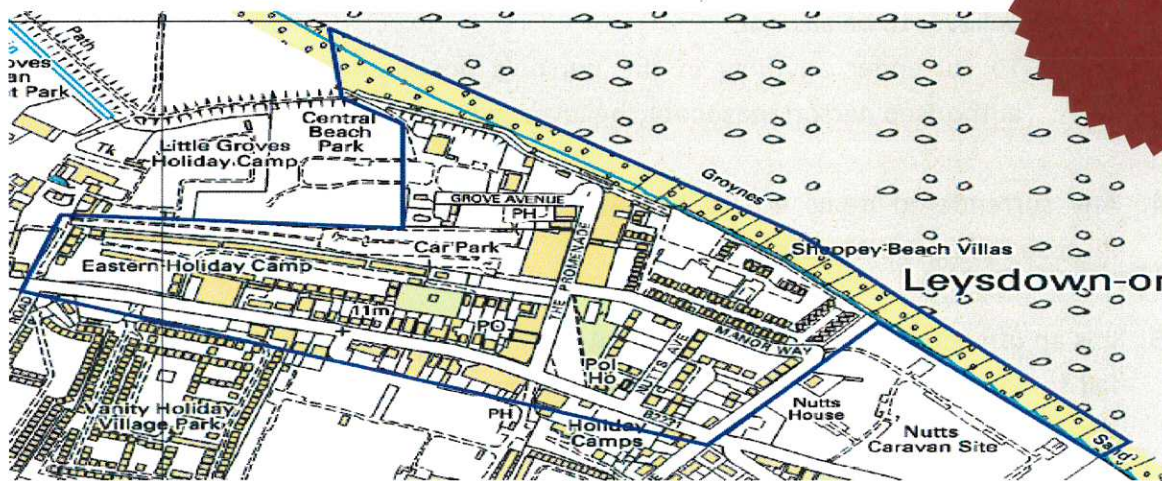 Path
oves
an
t Park
Tk
Little Groves
Holiday Camp
Central
Beach
Park
Groynes
GROVE AVENUE
PH
Car Park
Eastern Holiday Camp
THE PROMENADE
Sheppey Beach Villas
Leysdown-on
11m
PO
MANOR WAY
Pol
Ho
S AVE
B2231
PH
Holiday
Camps
Vanity Holiday
Village Park
Nutts
House
Nutts
Caravan Site
Sand